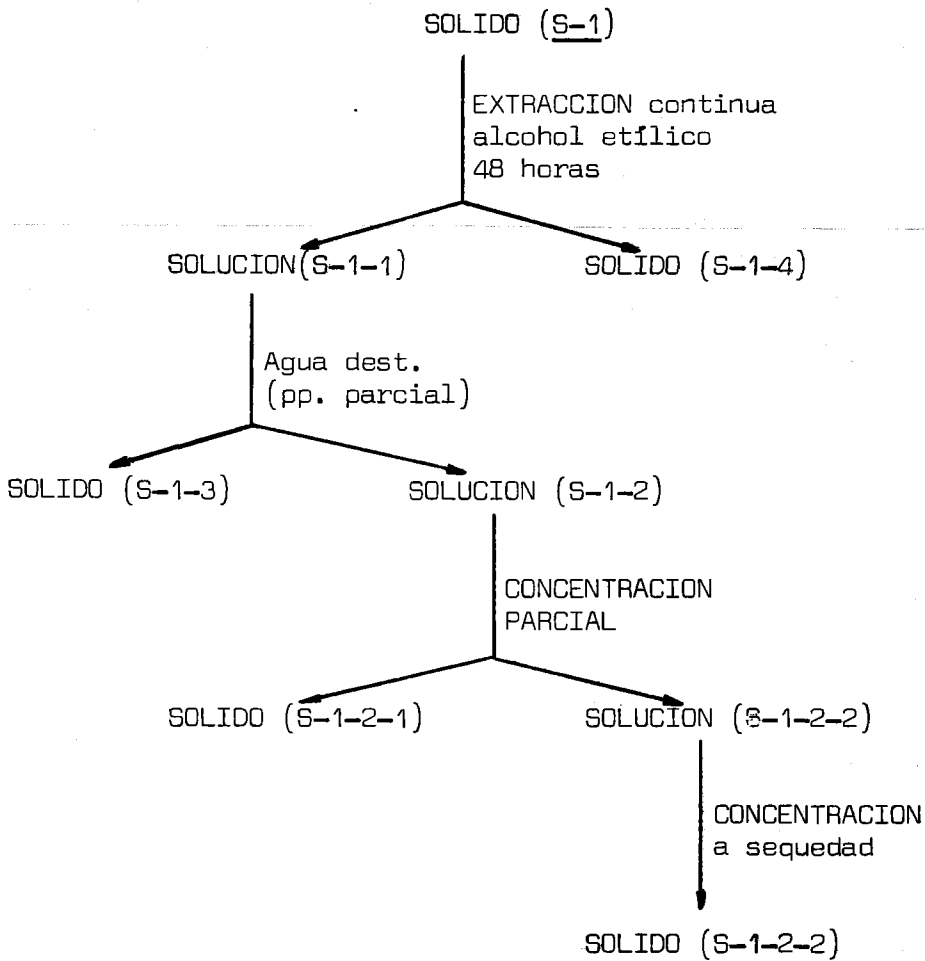 SOLIDO (S-1)
EXTRACCION continua
alcohol etílico
48 horas
SOLUCION(S-1-1)
SOLIDO (S-1-4)
Agua dest.
(pp. parcial)
SOLIDO (S-1-3)
SOLUCION (S-1-2)
CONCENTRACION
PARCIAL
SOLIDO (S-1-2-1)
SOLUCION (S-1-2-2)
CONCENTRACION
a sequedad
SOLIDO (S-1-2-2)